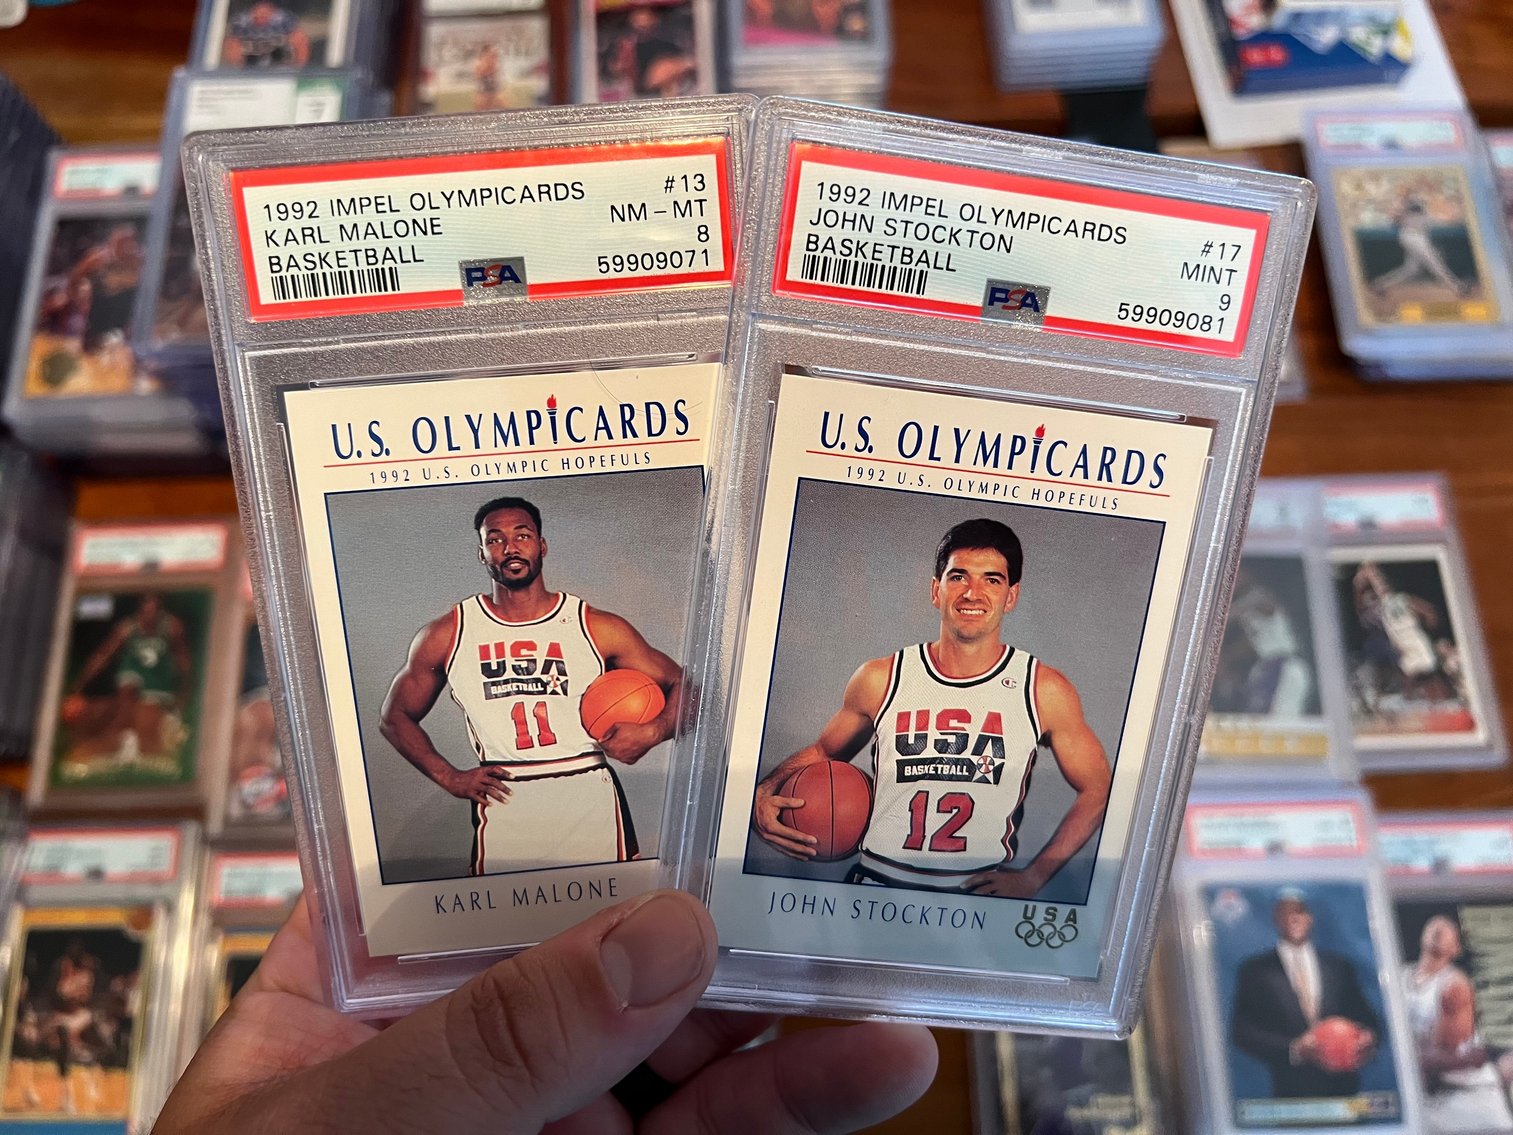 1992 IMPEL OLYMPICARDS #13
KARL MALONE NM - MT
BASKETBALL 8
PSA 59909071
U.S. OLYMPICARDS
1992 U.S. OLYMPIC HOPEFULS
USA
BASKETBALL
11
KARL MALONE
1992 IMPEL OLYMPICARDS #17
JOHN STOCKTON MINT
BASKETBALL 9
PSA 59909081
U.S. OLYMPICARDS
1992 U.S. OLYMPIC HOPEFULS
C
USA
BASKETBALL
12
JOHN STOCKTON
USA